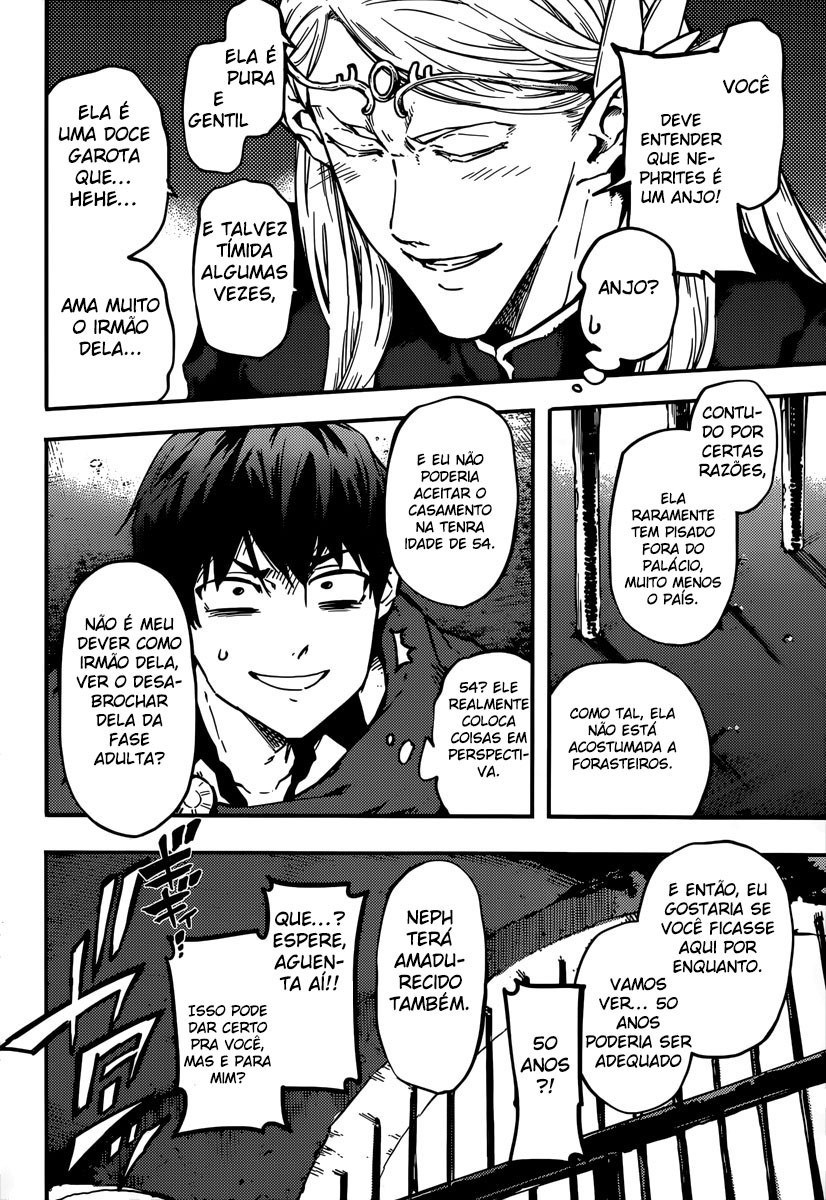 VOCÊ
DEVE
ENTENDER
QUE NE-
PHRITES É
UM ANJO!
ANJO?
ELA É
PURA
E
GENTIL
E TALVEZ
TÍMIDA
ALGUMAS
VEZES,
ELA É
UMA DOCE
GAROTA
QUE...
HEHE...
AMA MUITO
O IRMÃO
DELA...
CONTU-
DO POR
CERTAS
RAZÕES,
ELA
RARAMENTE
TEM PISADO
FORA DO
PALÁCIO,
MUITO MENOS
O PAÍS.
COMO TAL, ELA
NÃO ESTÁ
ACOSTUMADA A
FORASTEIROS.
E EU NÃO
PODERIA
ACEITAR O
CASAMENTO
NA TENRA
IDADE DE 54.
54? ELE
REALMENTE
COLOCA
COISAS EM
PERSPECTI-
VA.
NÃO É MEU
DEVER COMO
IRMÃO DELA,
VER O DESA-
BROCHAR
DELA DA
FASE
ADULTA?
E ENTÃO, EU
GOSTARIA SE
VOCÊ FICASSE
AQUI POR
ENQUANTO.
VAMOS
VER... 50
ANOS
PODERIA SER
ADEQUADO
50
ANOS
?!
NEPH
TERÁ
AMADU-
RECIDO
TAMBÉM.
QUE...?
ESPERE,
AGUEN-
TA AÍ!!
ISSO PODE
DAR CERTO
PRA VOCÊ,
MAS E PARA
MIM?